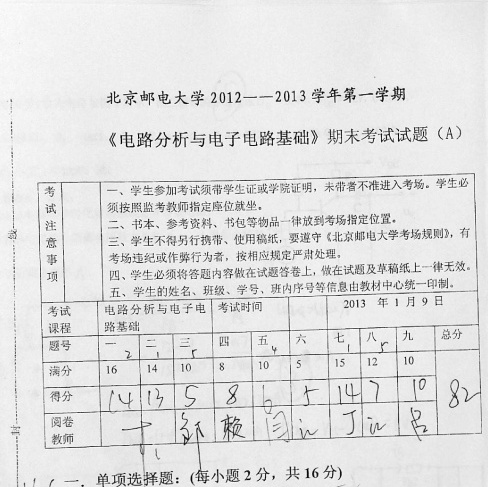 北京邮电大学 2012——2013 学年第一学期
《电路分析与电子电路基础》期末考试试题（A）
考试注意事项
一、学生参加考试须带学生证或学院证明，未带者不准进入考场。学生必
须按照监考教师指定座位就坐。
二、书本、参考资料、书包等物品一律放到考场指定位置。
三、学生不得另行携带、使用稿纸，要遵守《北京邮电大学考场规则》，有
考场违纪或作弊行为者，按相应规定严肃处理。
四、学生必须将答题内容做在试题答卷上，做在试题及草稿纸上一律无效。
五、学生的姓名、班级、学号、班内序号等信息由教材中心统一印制。
考试课程 电路分析与电子电路基础 考试时间 2013 年 1 月 9 日
题号 一 二 三 四 五 六 七 八 九 总分
2 1 5 4 1 5
满分 16 14 10 8 10 5 15 12 10
得分 14 13 5 8 6 5 14 7 10 82
阅卷教师 赖 闫 丁 吕
一．单项选择题：(每小题 2 分，共 16 分)